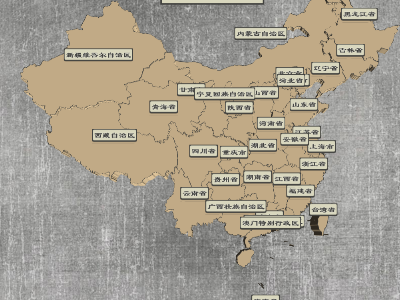 黑龙江省
内蒙古自治区
吉林省
新疆维吾尔自治区
辽宁省
北京市
河北省
甘肃
宁夏回族自治区
山西省
青海省
陕西省
山东省
河南省
江苏省
西藏自治区
安徽省
湖北省
上海市
四川省
重庆市
浙江省
贵州省
湖南省
江西省
云南省
福建省
广西壮族自治区
台湾省
澳门特别行政区